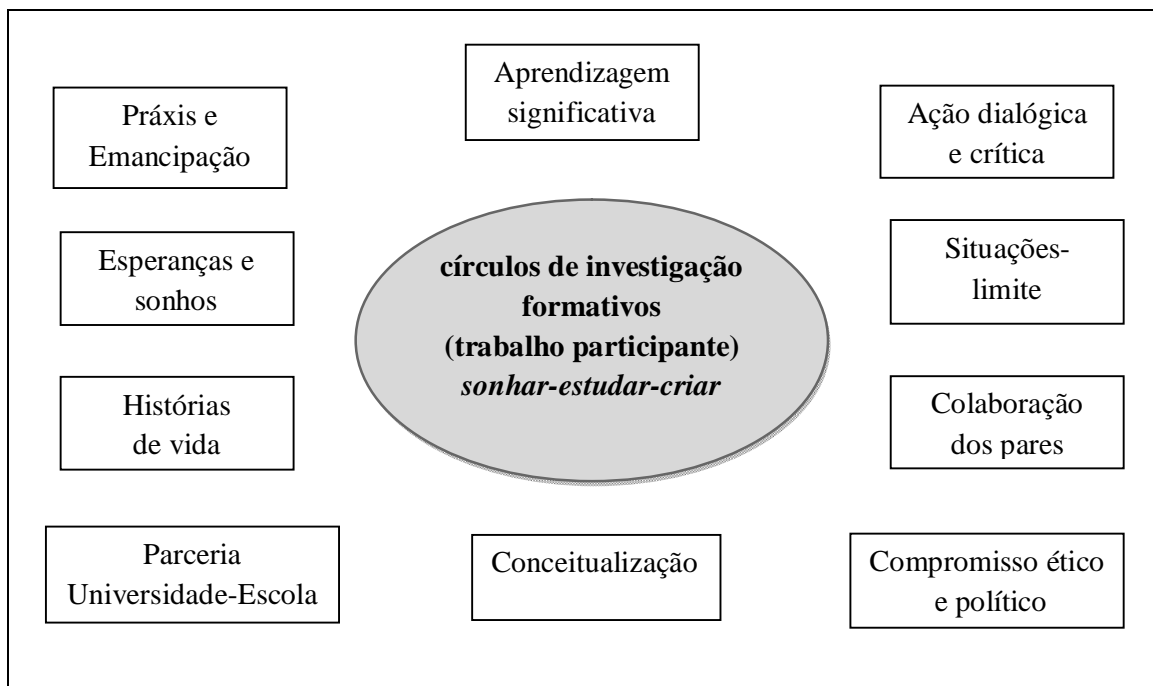 Aprendizagem
significativa
Práxis e
Emancipação
Ação dialógica
e crítica
Esperanças e
sonhos
círculos de investigação
formativos
(trabalho participante)
sonhar-estudar-criar
Situações-
limite
Histórias
de vida
Colaboração
dos pares
Parceria
Universidade-Escola
Conceitualização
Compromisso ético
e político